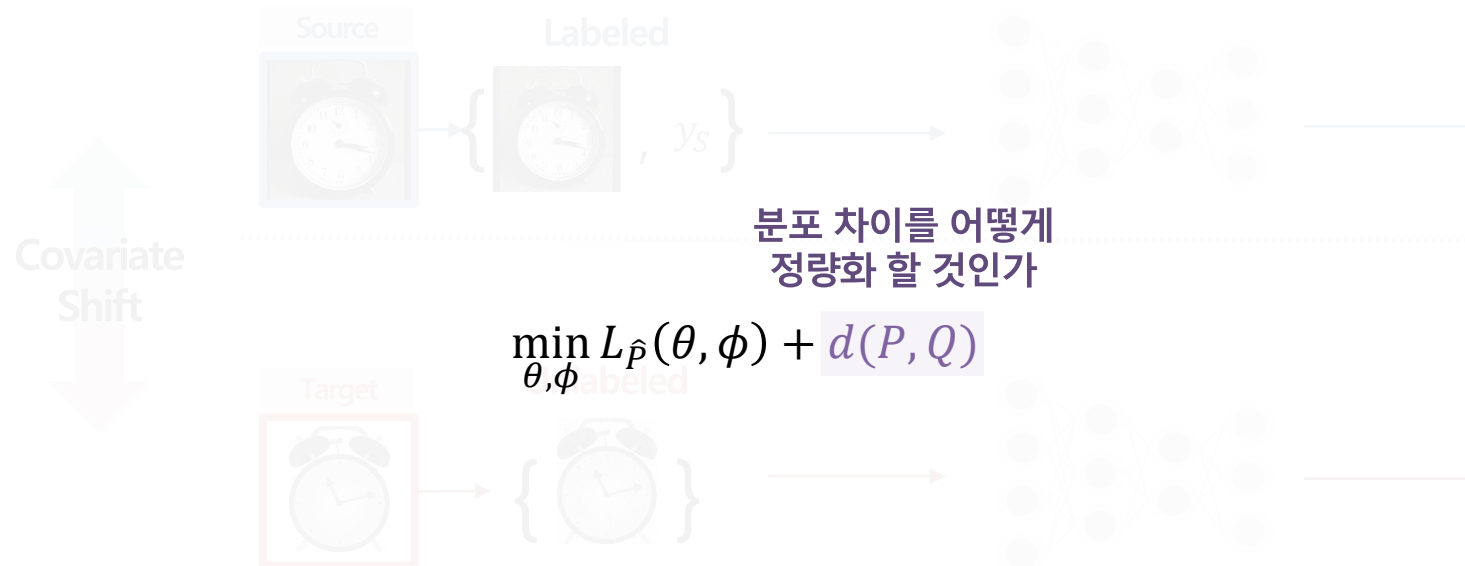 Source
Labeled
{ , y_S }
Covariate
Shift
분포 차이를 어떻게
정량화 할 것인가
min_{θ,ϕ} L_{P̂}(θ, ϕ) + d(P, Q)
Target
{ }